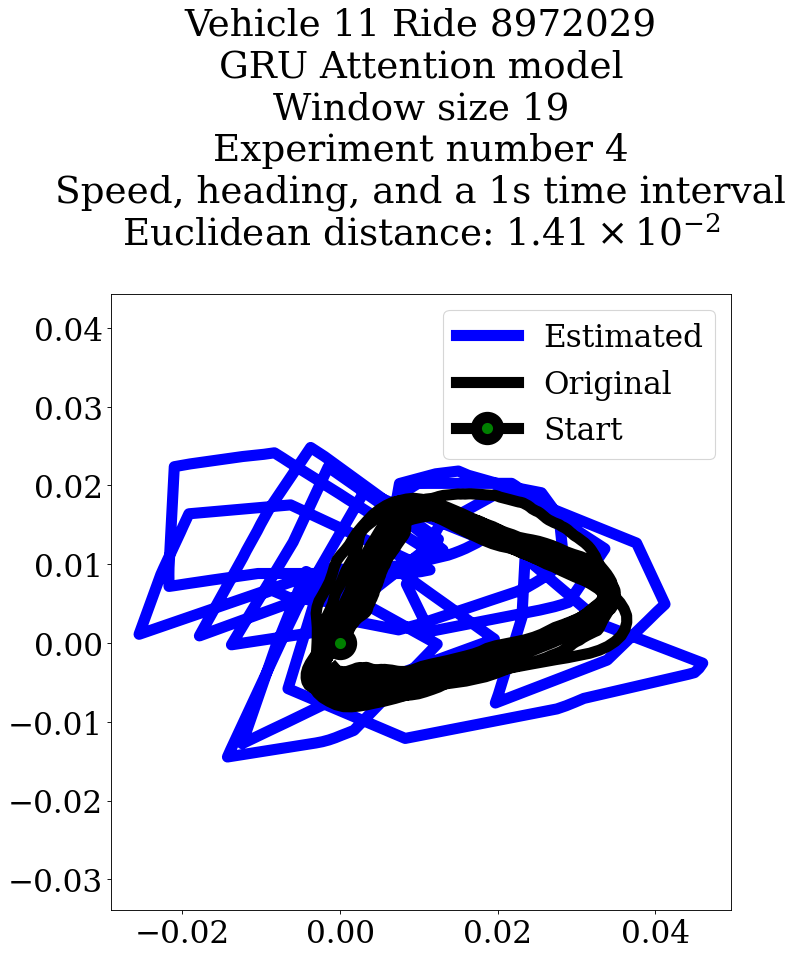 Vehicle 11 Ride 8972029
GRU Attention model
Window size 19
Experiment number 4
Speed, heading, and a 1s time interval
Euclidean distance: 1.41 × 10⁻²
Estimated
Original
Start
0.04
0.03
0.02
0.01
0.00
−0.01
−0.02
−0.03
−0.02
0.00
0.02
0.04